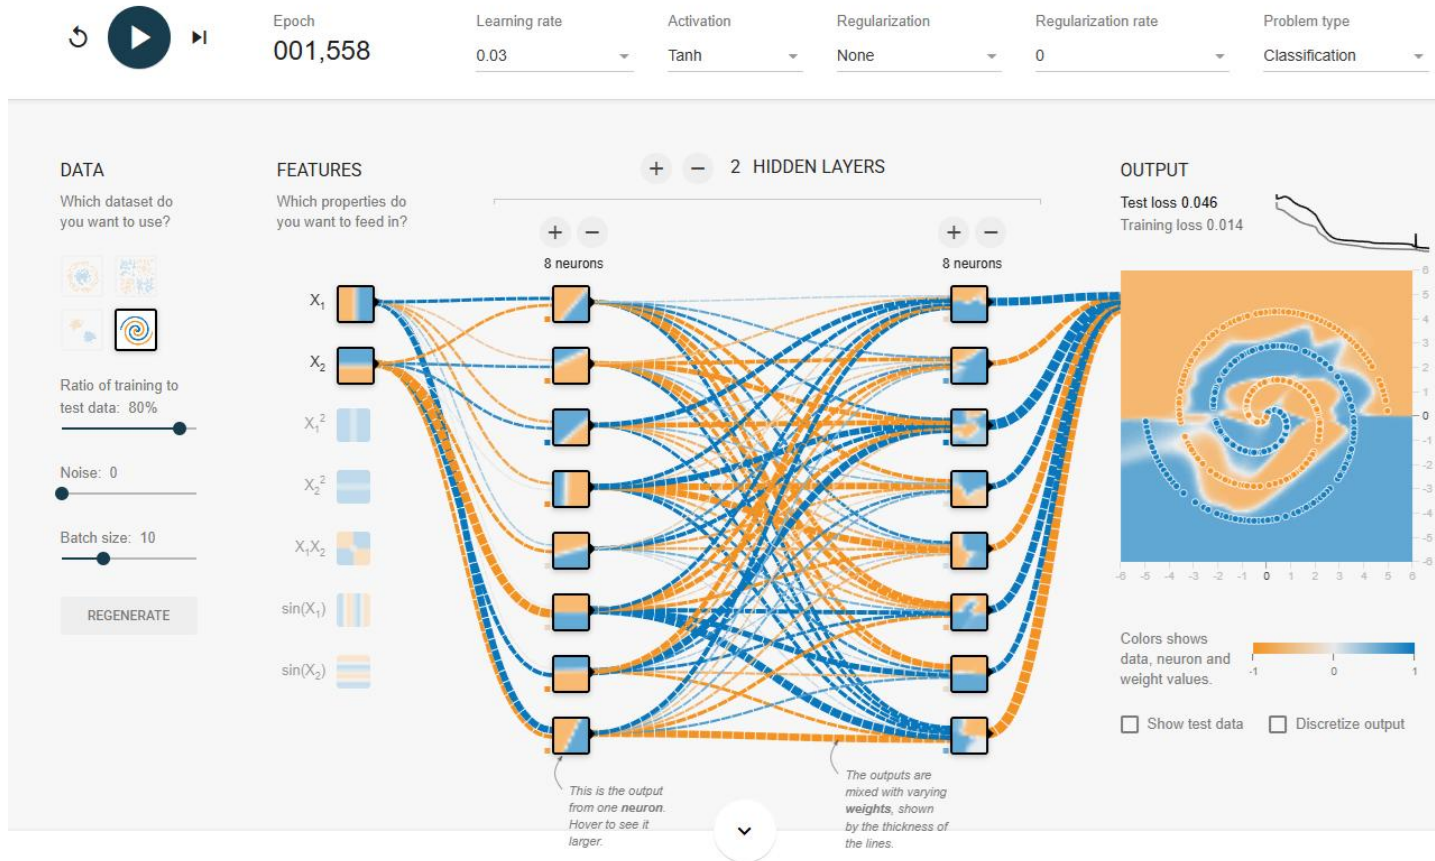 Epoch
001,558
Learning rate
0.03
Activation
Tanh
Regularization
None
Regularization rate
0
Problem type
Classification
DATA
Which dataset do
you want to use?
Ratio of training to
test data: 80%
Noise: 0
Batch size: 10
REGENERATE
FEATURES
Which properties do
you want to feed in?
X₁
X₂
X₁²
X₂²
X₁X₂
sin(X₁)
sin(X₂)
+ − 2 HIDDEN LAYERS
+ −
8 neurons
+ −
8 neurons
This is the output
from one neuron.
Hover to see it
larger.
The outputs are
mixed with varying
weights, shown
by the thickness of
the lines.
OUTPUT
Test loss 0.046
Training loss 0.014
6
5
4
3
2
1
0
-1
-2
-3
-4
-5
-6
-6 -5 -4 -3 -2 -1 0 1 2 3 4 5 6
Colors shows
data, neuron and
weight values.
-1 0 1
Show test data
Discretize output